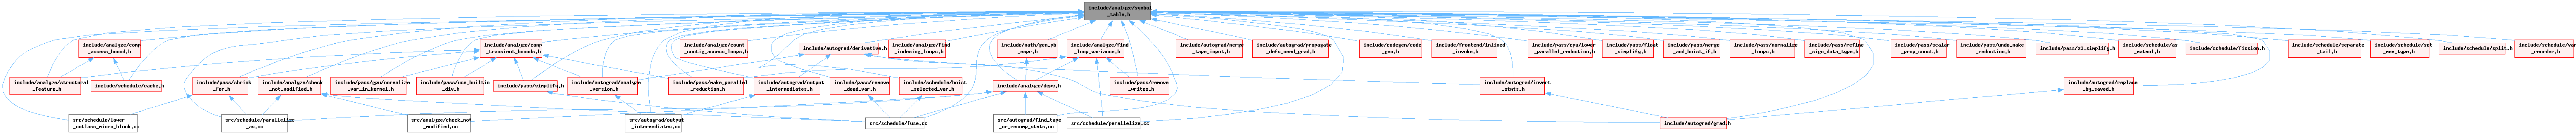 include/analyze/symbol
_table.h
include/analyze/comp
_access_bound.h
include/analyze/comp
_transient_bounds.h
include/analyze/count
_contig_access_loops.h
include/autograd/derivative.h
include/analyze/find
_indexing_loops.h
include/math/gen_pb
_expr.h
include/analyze/find
_loop_variance.h
include/autograd/merge
_tape_input.h
include/autograd/propagate
_defs_need_grad.h
include/codegen/code
_gen.h
include/frontend/inlined
_invoke.h
include/pass/cpu/lower
_parallel_reduction.h
include/pass/float
_simplify.h
include/pass/merge
_and_hoist_if.h
include/pass/normalize
_loops.h
include/pass/refine
_sign_data_type.h
include/pass/scalar
_prop_const.h
include/pass/undo_make
_reduction.h
include/pass/z3_simplify.h
include/schedule/as
_matmul.h
include/schedule/fission.h
include/schedule/separate
_tail.h
include/schedule/set
_mem_type.h
include/schedule/split.h
include/schedule/var
_reorder.h
include/analyze/structural
_feature.h
include/schedule/cache.h
include/pass/shrink
_for.h
include/analyze/check
_not_modified.h
include/pass/gpu/normalize
_var_in_kernel.h
include/pass/use_builtin
_div.h
include/pass/simplify.h
include/autograd/analyze
_version.h
include/pass/make_parallel
_reduction.h
include/autograd/output
_intermediates.h
include/pass/remove
_dead_var.h
include/schedule/hoist
_selected_var.h
include/analyze/deps.h
include/pass/remove
_writes.h
include/autograd/invert
_stmts.h
include/autograd/replace
_by_saved.h
src/schedule/lower
_cutlass_micro_block.cc
src/schedule/parallelize
_as.cc
src/analyze/check_not
_modified.cc
src/autograd/output
_intermediates.cc
src/schedule/fuse.cc
src/autograd/find_tape
_or_recomp_stmts.cc
src/schedule/parallelize.cc
include/autograd/grad.h